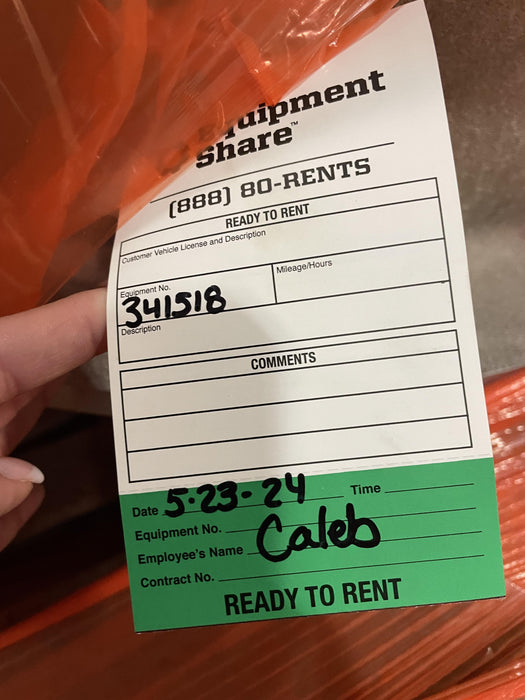 Equipment
Share™
(888) 80-RENTS
READY TO RENT
Customer Vehicle License and Description
Equipment No.
Mileage/Hours
341518
Description
COMMENTS
Date 5-23-24 Time
Equipment No.
Employee's Name Caleb
Contract No.
READY TO RENT